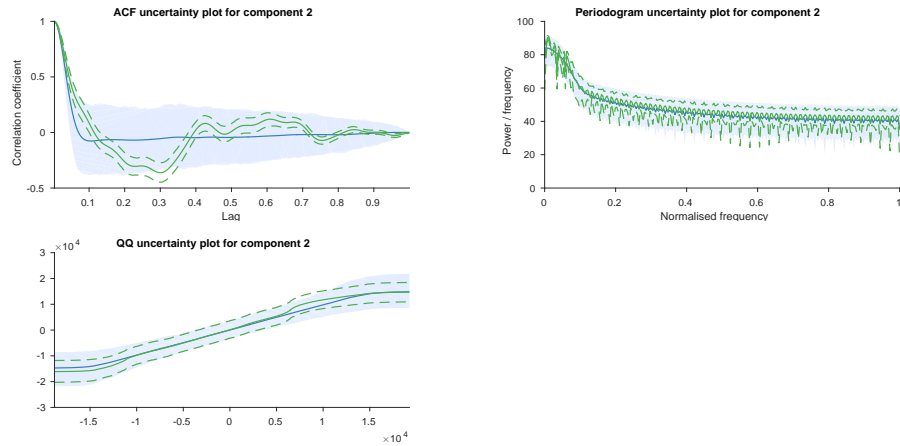 ACF uncertainty plot for component 2
1
0.5
0
-0.5
Correlation coefficient
0.1 0.2 0.3 0.4 0.5 0.6 0.7 0.8 0.9
Lag
Periodogram uncertainty plot for component 2
100
80
60
40
20
0
Power / frequency
0 0.2 0.4 0.6 0.8 1
Normalised frequency
QQ uncertainty plot for component 2
×10^4
3
2
1
0
-1
-2
-3
-1.5 -1 -0.5 0 0.5 1 1.5
×10^4